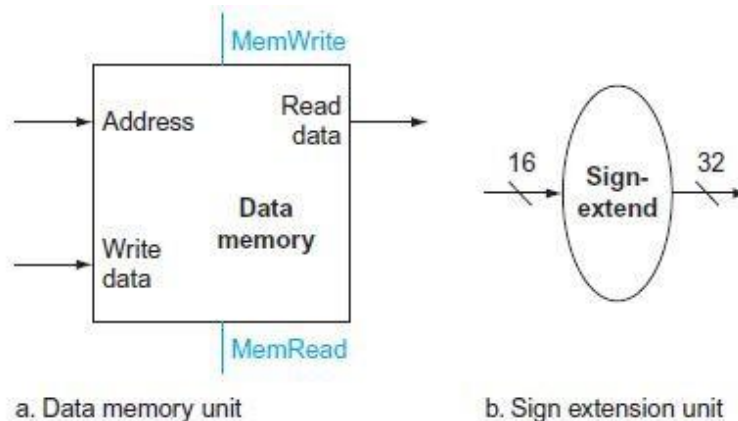 MemWrite
Address
Read
data
Data
memory
Write
data
MemRead
a. Data memory unit
16
Sign-
extend
32
b. Sign extension unit